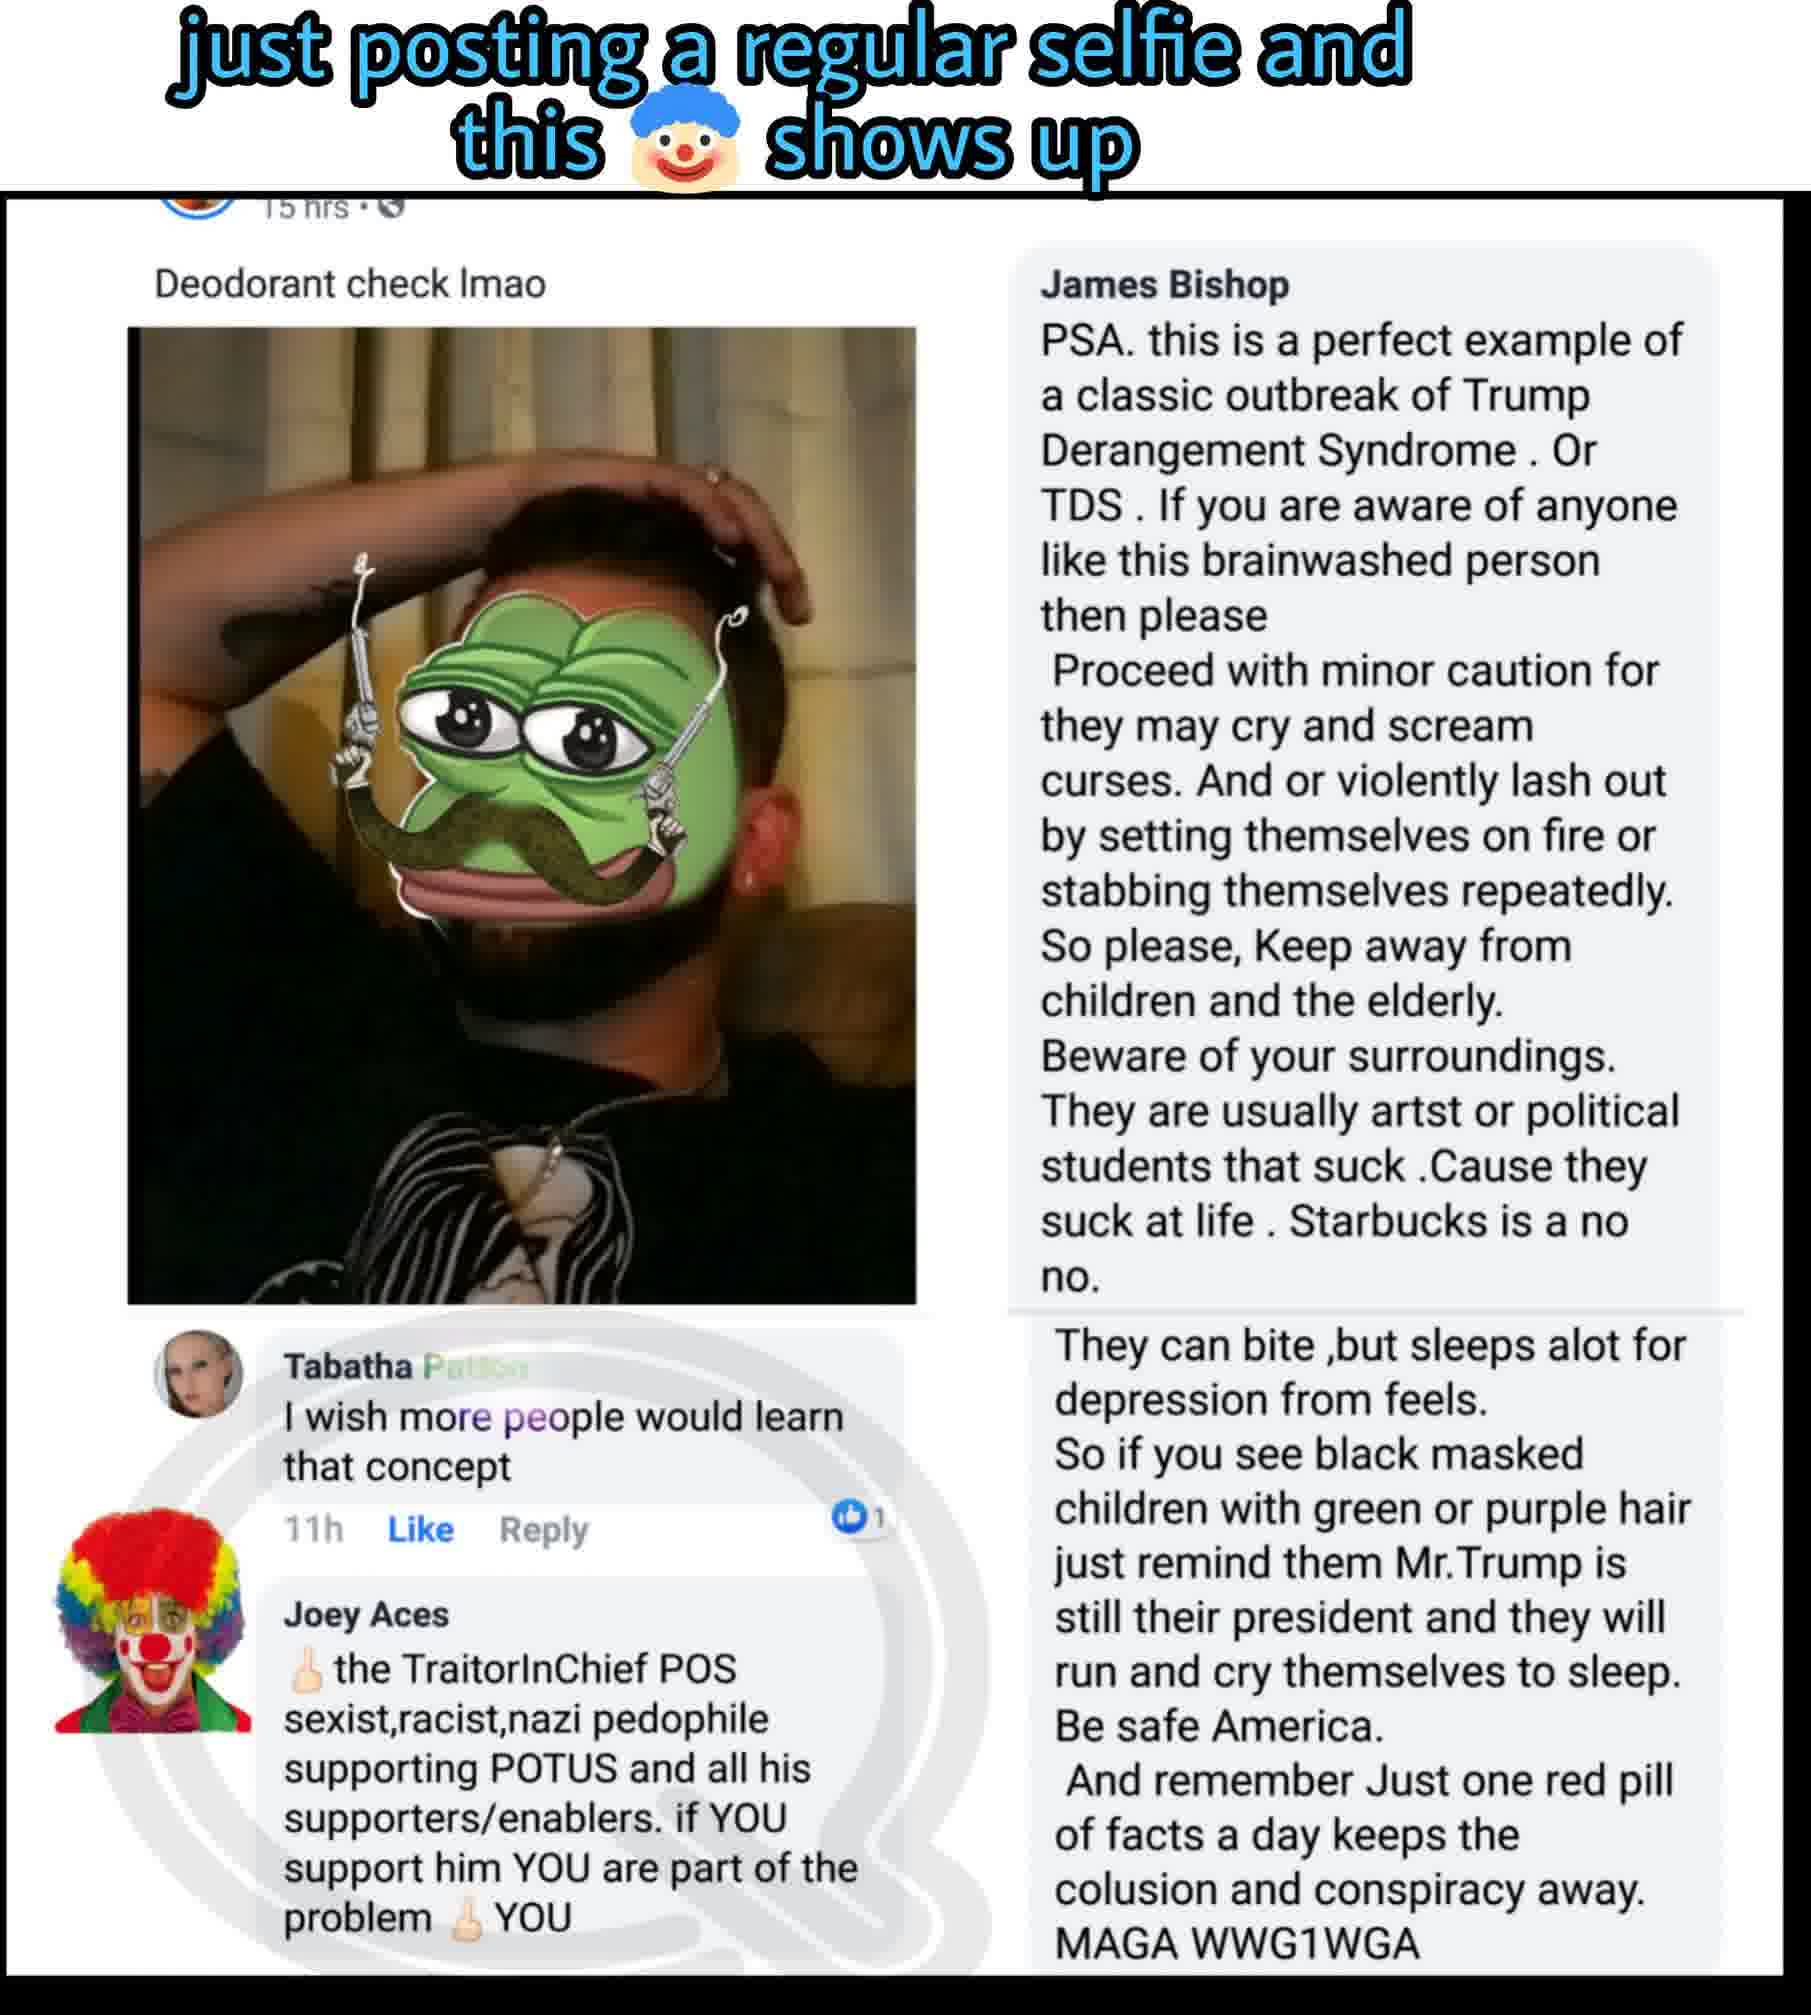 just posting a regular selfie and
this 🤡 shows up
15 hrs •
Deodorant check lmao
Tabatha Patton
I wish more people would learn
that concept
11h Like Reply 1
Joey Aces
🖕🏻the TraitorInChief POS
sexist,racist,nazi pedophile
supporting POTUS and all his
supporters/enablers. if YOU
support him YOU are part of the
problem 🖕🏻YOU
James Bishop
PSA. this is a perfect example of
a classic outbreak of Trump
Derangement Syndrome . Or
TDS . If you are aware of anyone
like this brainwashed person
then please
Proceed with minor caution for
they may cry and scream
curses. And or violently lash out
by setting themselves on fire or
stabbing themselves repeatedly.
So please, Keep away from
children and the elderly.
Beware of your surroundings.
They are usually artst or political
students that suck .Cause they
suck at life . Starbucks is a no
no.
They can bite ,but sleeps alot for
depression from feels.
So if you see black masked
children with green or purple hair
just remind them Mr.Trump is
still their president and they will
run and cry themselves to sleep.
Be safe America.
And remember Just one red pill
of facts a day keeps the
colusion and conspiracy away.
MAGA WWG1WGA